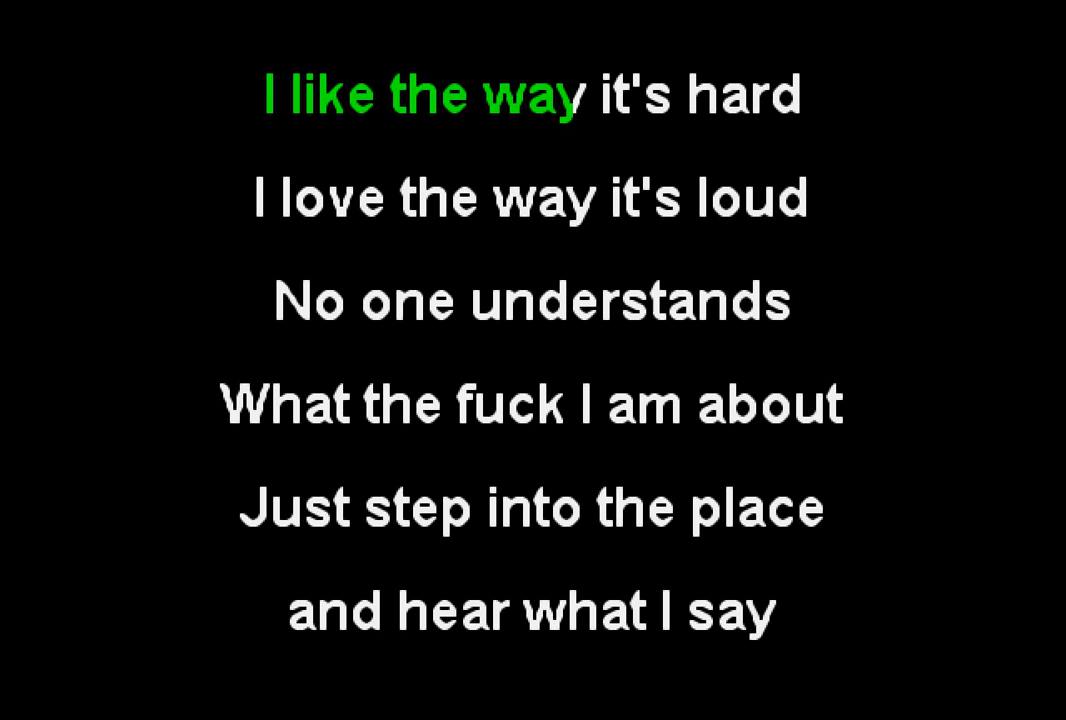 I like the way it's hard
I love the way it's loud
No one understands
What the fuck I am about
Just step into the place
and hear what I say